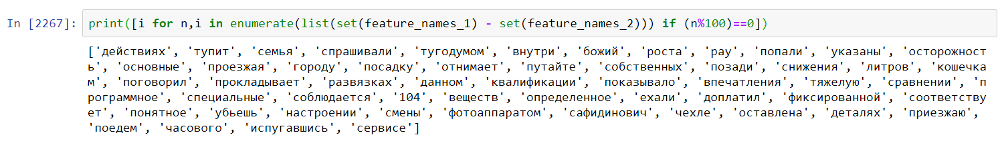 In [2267]: print([i for n,i in enumerate(list(set(feature_names_1) - set(feature_names_2))) if (n%100)==0])
['действиях', 'тупит', 'семья', 'спрашивали', 'тугодумом', 'внутри', 'божий', 'роста', 'рау', 'попали', 'указаны', 'осторожност
ь', 'основные', 'проезжая', 'городу', 'посадку', 'отнимает', 'путайте', 'собственных', 'позади', 'снижения', 'литров', 'кошечка
м', 'поговорил', 'прокладывает', 'развязках', 'данном', 'квалификации', 'показывало', 'впечатления', 'тяжелую', 'сравнении', 'п
рограммное', 'специальные', 'соблюдается', '104', 'веществ', 'определенное', 'ехали', 'доплатил', 'фиксированной', 'соответству
ет', 'понятное', 'убьешь', 'настроении', 'смены', 'фотоаппаратом', 'сафидинович', 'чехле', 'оставлена', 'деталях', 'приезжаю',
'поедем', 'часового', 'испугавшись', 'сервисе']